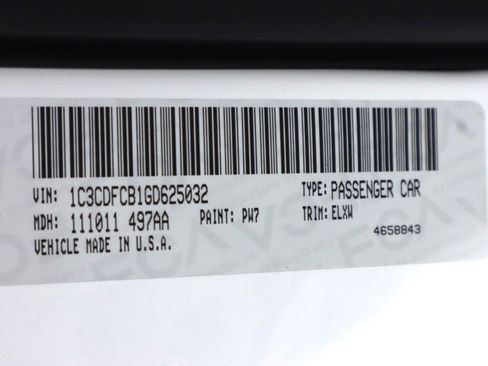 VIN: 1C3CDFCB1GD625032 TYPE: PASSENGER CAR
MDH: 111011 497AA PAINT: PW7 TRIM: ELXW
VEHICLE MADE IN U.S.A. 4658843